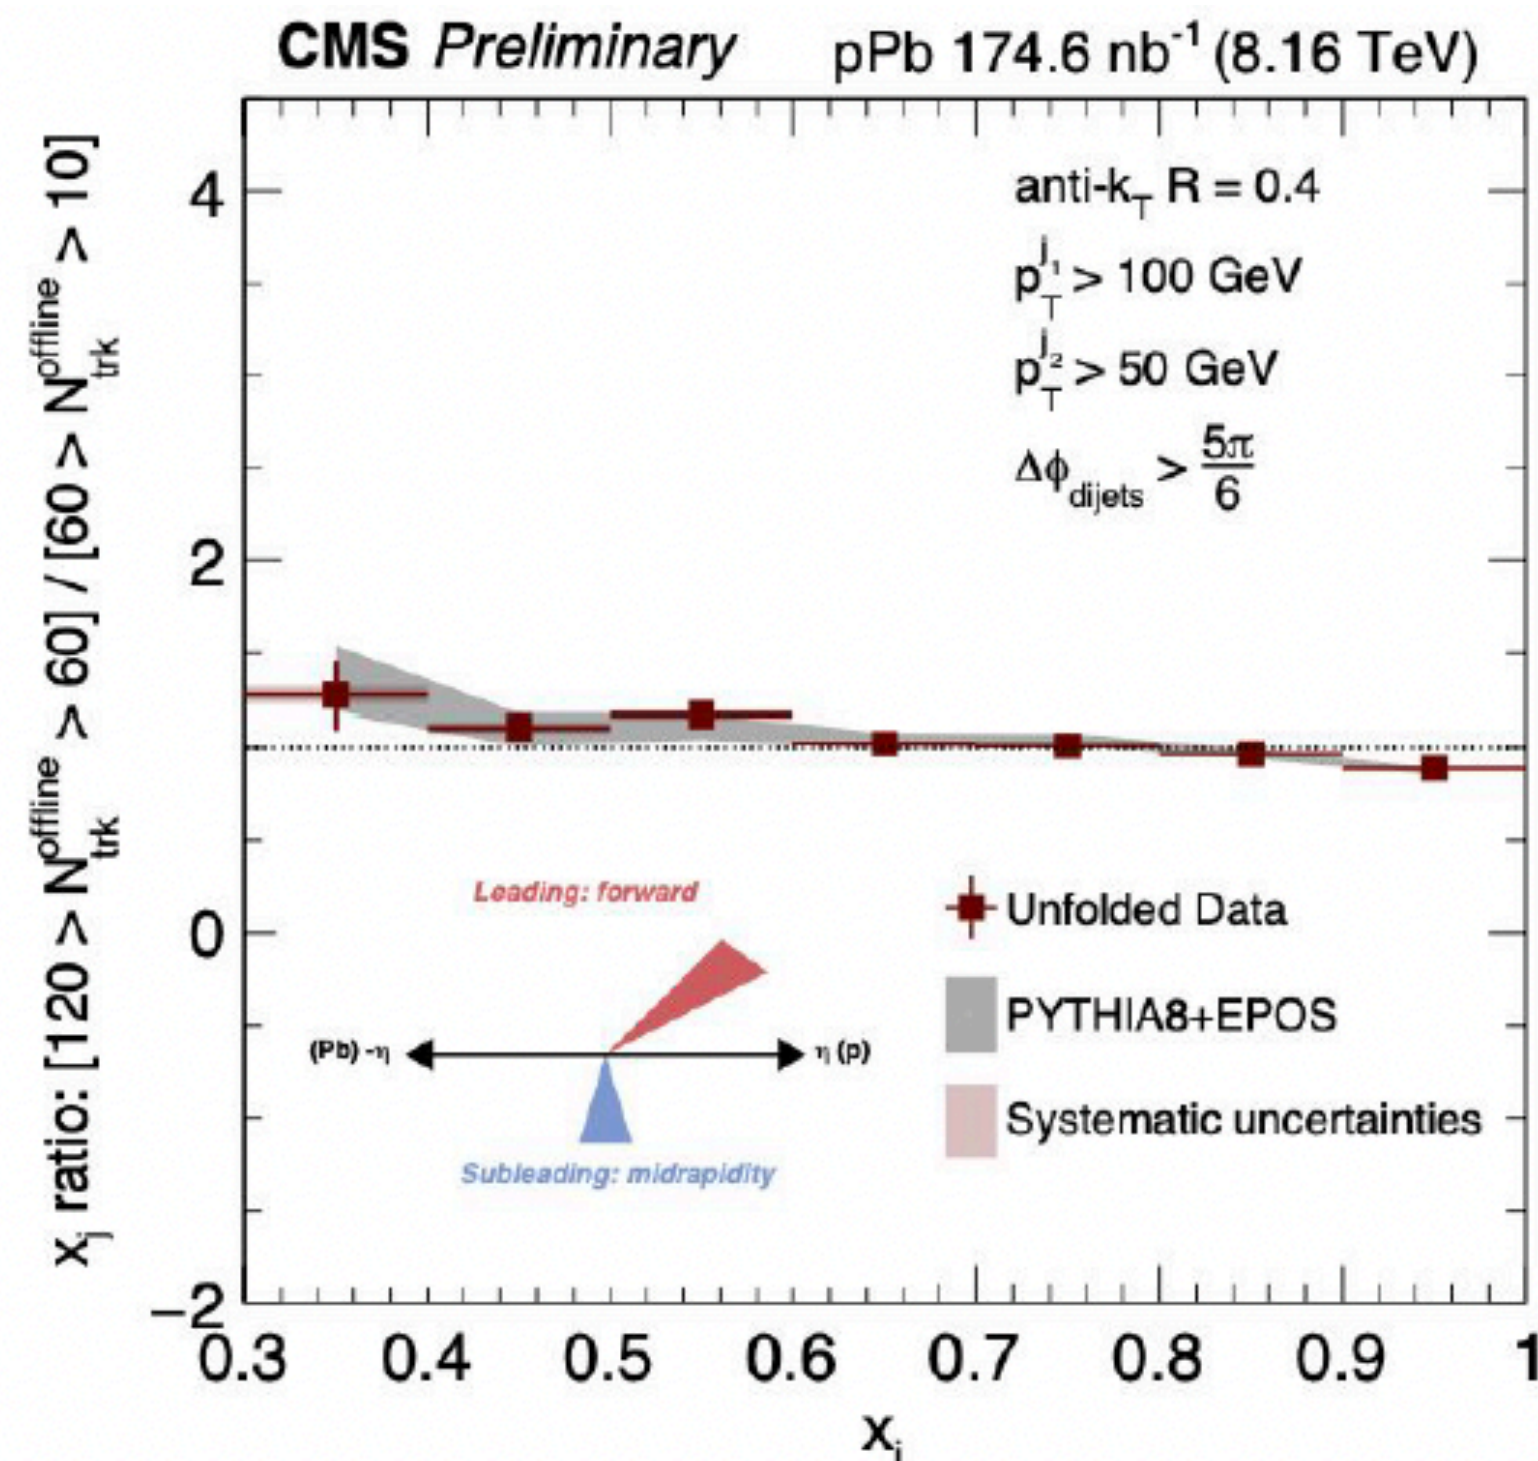 CMS Preliminary pPb 174.6 nb⁻¹ (8.16 TeV)
x_j ratio: [120 > N_trk^offline > 60] / [60 > N_trk^offline > 10]
4
2
0
−2
anti-k_T R = 0.4
p_T^j₁ > 100 GeV
p_T^j₂ > 50 GeV
Δϕ_dijets > 5π/6
Leading: forward
(Pb) -η
η (p)
Subleading: midrapidity
Unfolded Data
PYTHIA8+EPOS
Systematic uncertainties
0.3 0.4 0.5 0.6 0.7 0.8 0.9 1
x_j